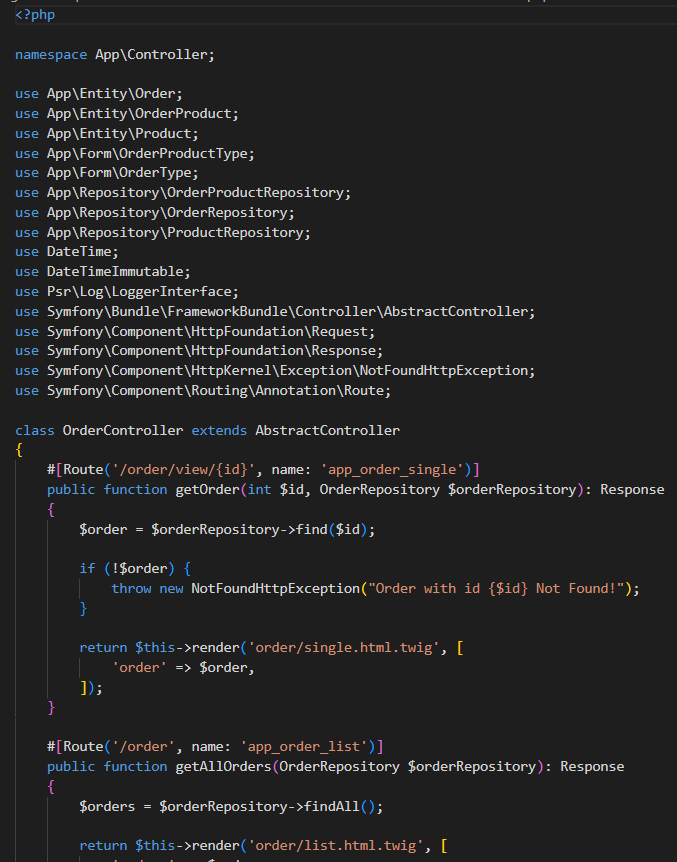 <?php
namespace App\Controller;
use App\Entity\Order;
use App\Entity\OrderProduct;
use App\Entity\Product;
use App\Form\OrderProductType;
use App\Form\OrderType;
use App\Repository\OrderProductRepository;
use App\Repository\OrderRepository;
use App\Repository\ProductRepository;
use DateTime;
use DateTimeImmutable;
use Psr\Log\LoggerInterface;
use Symfony\Bundle\FrameworkBundle\Controller\AbstractController;
use Symfony\Component\HttpFoundation\Request;
use Symfony\Component\HttpFoundation\Response;
use Symfony\Component\HttpKernel\Exception\NotFoundHttpException;
use Symfony\Component\Routing\Annotation\Route;
class OrderController extends AbstractController
{
    #[Route('/order/view/{id}', name: 'app_order_single')]
    public function getOrder(int $id, OrderRepository $orderRepository): Response
    {
        $order = $orderRepository->find($id);
        if (!$order) {
            throw new NotFoundHttpException("Order with id {$id} Not Found!");
        }
        return $this->render('order/single.html.twig', [
            'order' => $order,
        ]);
    }
    #[Route('/order', name: 'app_order_list')]
    public function getAllOrders(OrderRepository $orderRepository): Response
    {
        $orders = $orderRepository->findAll();
        return $this->render('order/list.html.twig', [